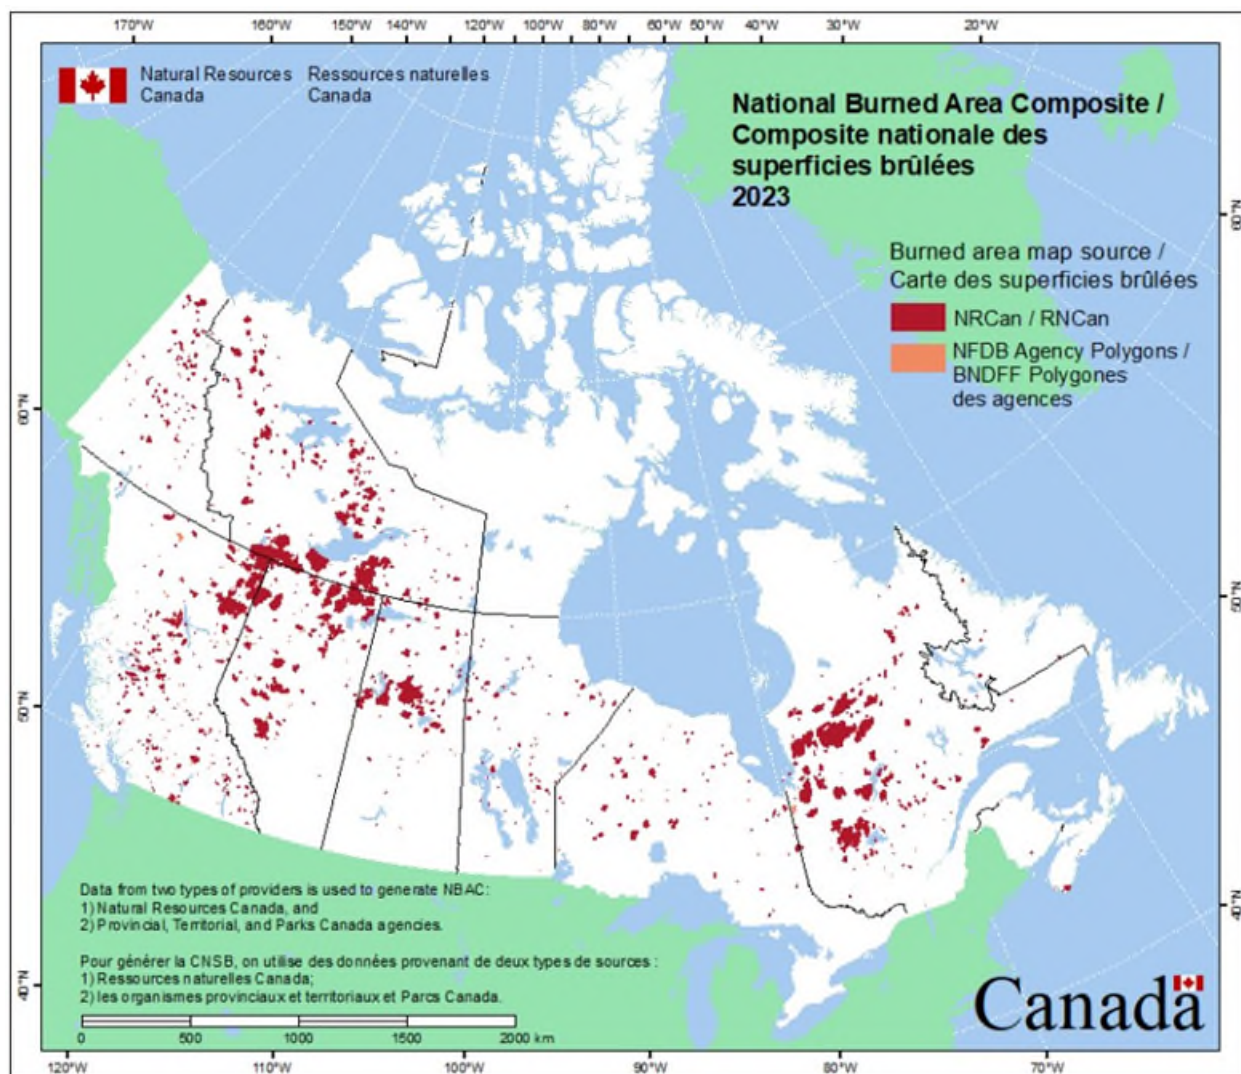 170°W 160°W 150°W 140°W 130°W 120°W 110°W 100°W 90°W 80°W 70°W 60°W 50°W 40°W 30°W 20°W
Natural Resources Ressources naturelles
Canada Canada
National Burned Area Composite /
Composite nationale des
superficies brûlées
2023
60°N
Burned area map source /
Carte des superficies brûlées
NRCan / RNCan
NFDB Agency Polygons /
BNDFF Polygones
des agences
60°N
50°N
50°N
40°N
Data from two types of providers is used to generate NBAC:
1) Natural Resources Canada, and
2) Provincial, Territorial, and Parks Canada agencies.
Pour générer la CNSB, on utilise des données provenant de deux types de sources :
1) Ressources naturelles Canada;
2) les organismes provinciaux et territoriaux et Parcs Canada.
40°N
0 500 1000 1500 2000 km
Canada
120°W 110°W 100°W 90°W 80°W 70°W